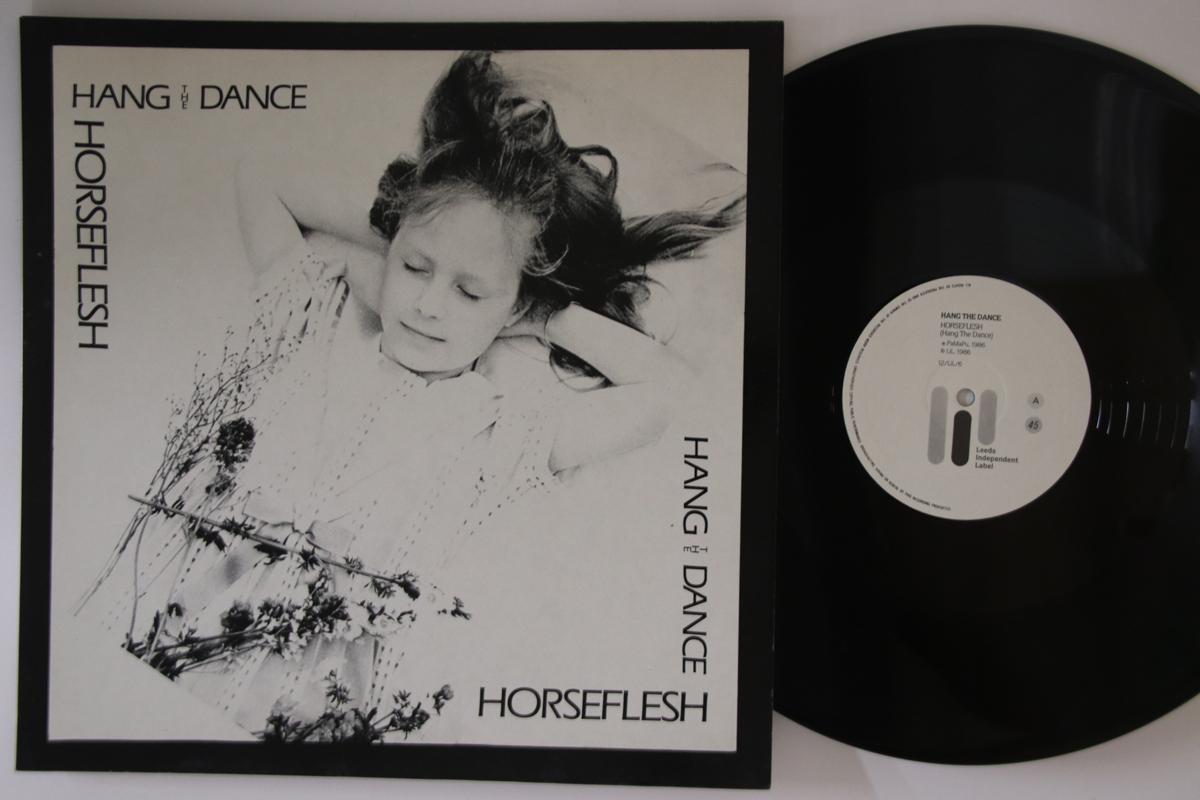 HANG THE DANCE
HORSEFLESH
HANG THE DANCE
HORSEFLESH
HANG THE DANCE
HORSEFLESH
(Hang The Dance)
PaMaPu, 1986
LIL, 1986
12/LIL/6
A
45
Leeds
Independent
Label